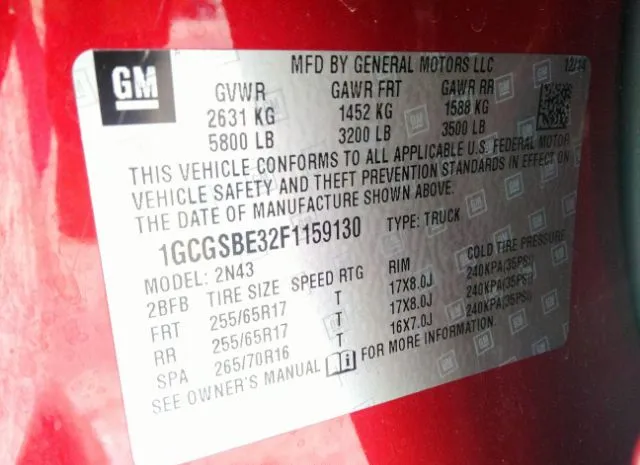 GM
MFD BY GENERAL MOTORS LLC 12/14
GVWR GAWR FRT GAWR RR
2631 KG 1452 KG 1588 KG
5800 LB 3200 LB 3500 LB
THIS VEHICLE CONFORMS TO ALL APPLICABLE U.S. FEDERAL MOTOR
VEHICLE SAFETY AND THEFT PREVENTION STANDARDS IN EFFECT ON
THE DATE OF MANUFACTURE SHOWN ABOVE.
1GCGSBE32F1159130 TYPE: TRUCK
MODEL: 2N43
2BFB TIRE SIZE SPEED RTG RIM COLD TIRE PRESSURE
FRT 255/65R17 T 17X8.0J 240KPA(35PSI)
RR 255/65R17 T 17X8.0J 240KPA(35PSI)
SPA 265/70R16 T 16X7.0J 240KPA(35PSI)
SEE OWNER'S MANUAL FOR MORE INFORMATION.